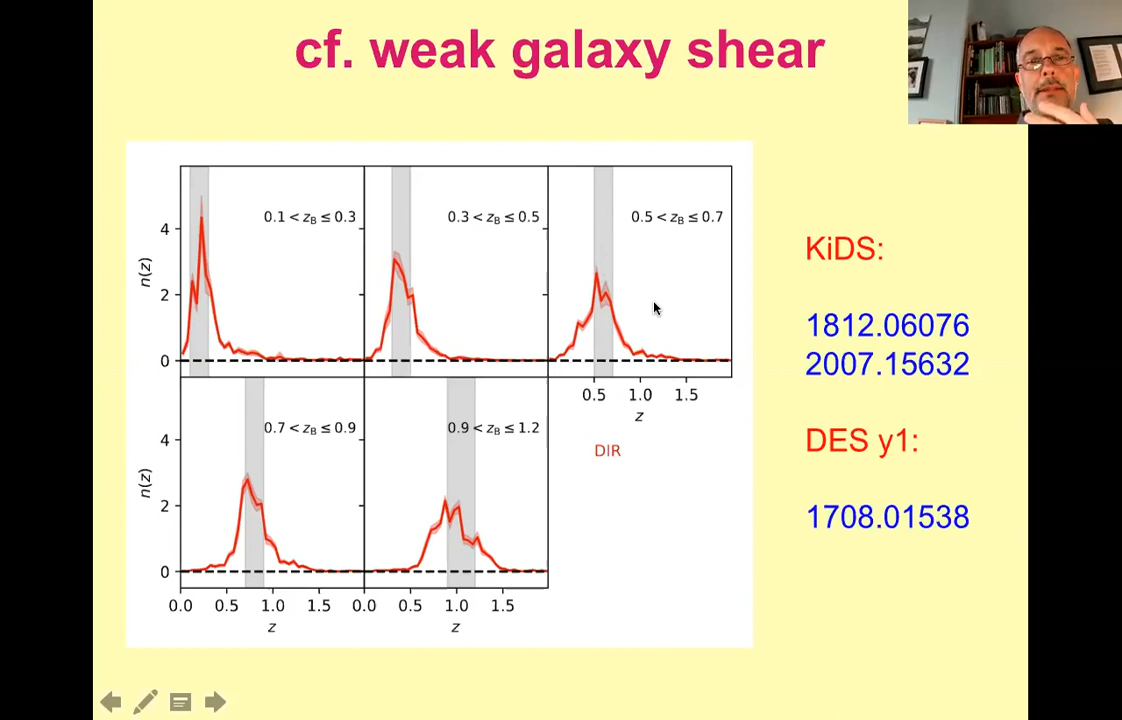 cf. weak galaxy shear
0.1 < z_B ≤ 0.3
0.3 < z_B ≤ 0.5
0.5 < z_B ≤ 0.7
n(z)
4
2
0
0.5 1.0 1.5
z
0.7 < z_B ≤ 0.9
0.9 < z_B ≤ 1.2
DIR
n(z)
4
2
0
0.0 0.5 1.0 1.5 0.0 0.5 1.0 1.5
z z
KiDS:
1812.06076
2007.15632
DES y1:
1708.01538